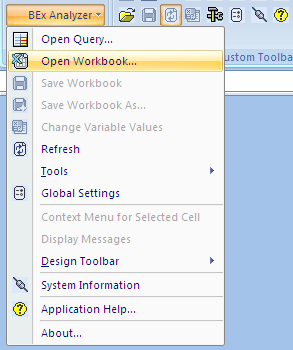 BEx Analyzer
Open Query...
Open Workbook...
ustom Toolba
Save Workbook
Save Workbook As...
Change Variable Values
Refresh
Tools
Global Settings
Context Menu for Selected Cell
Display Messages
Design Toolbar
System Information
Application Help...
About...